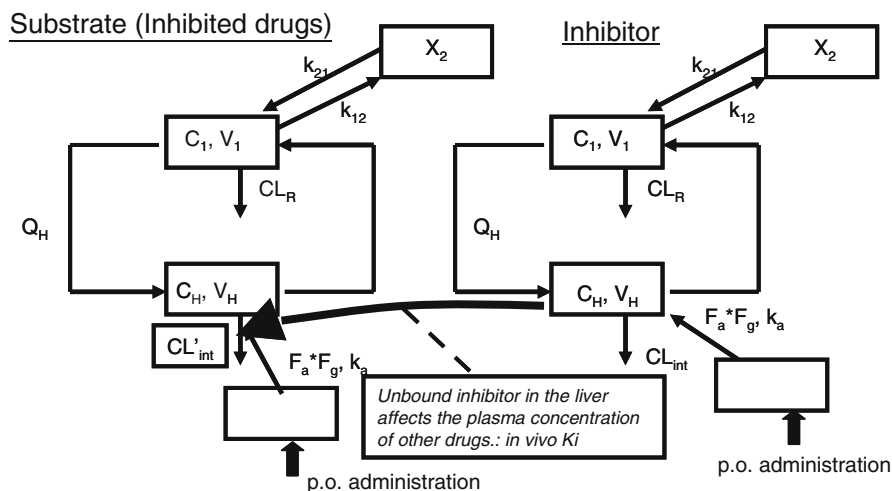 Substrate (Inhibited drugs)
Inhibitor
X2
k21
k12
C1, V1
CLR
QH
CH, VH
CL'int
Fa*Fg, ka
p.o. administration
X2
k21
k12
C1, V1
CLR
QH
CH, VH
CLint
Fa*Fg, ka
p.o. administration
Unbound inhibitor in the liver
affects the plasma concentration
of other drugs.: in vivo Ki